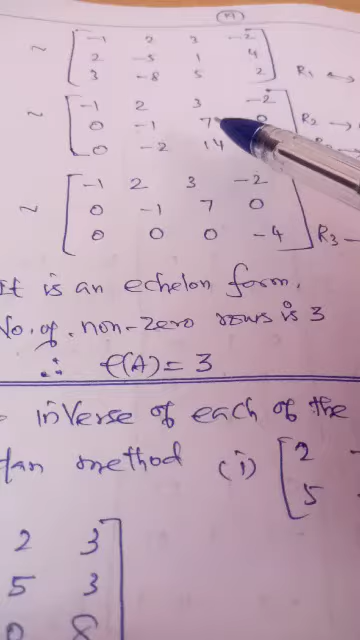 (19)
~ [ -1 2 3 -2
2 -5 1 4
3 -8 5 2 ] R1 ↔
~ [ -1 2 3 -2
0 -1 7 0
0 -2 14 ] R2 →
~ [ -1 2 3 -2
0 -1 7 0
0 0 0 -4 ] R3 →
It is an echelon form.
No. of. non-zero rows is 3
∴ ρ(A) = 3
inverse of each of the
dan method (i) [ 2
5
2 3
5 3
0 8 ]